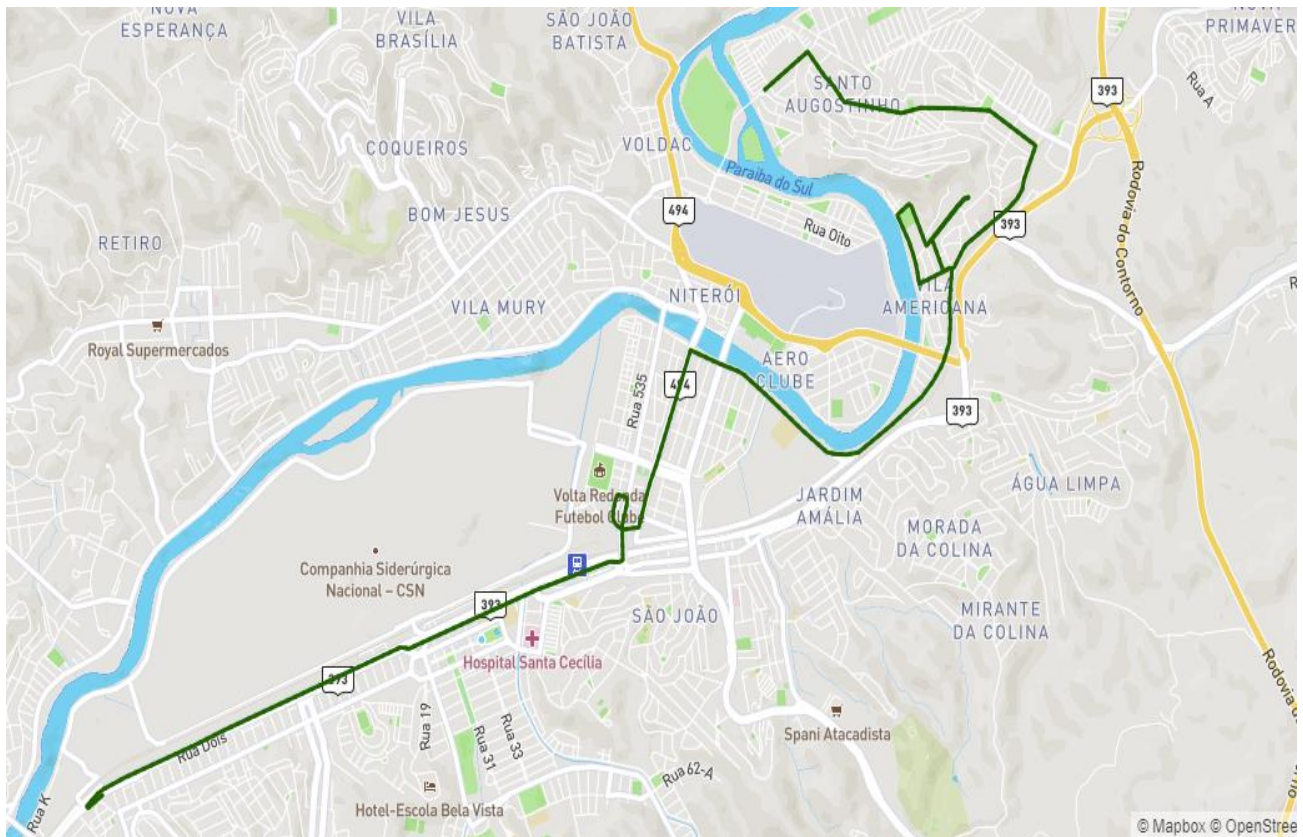 NOVA
ESPERANÇA
VILA
BRASÍLIA
SÃO JOÃO
BATISTA
NOVA
PRIMAVER
SANTO
AUGOSTINHO
393
Rua A
COQUEIROS
VOLDAC
Paraíba do Sul
BOM JESUS
494
Rua Oito
393
Rodovia do Contorno
RETIRO
VILA MURY
NITERÓI
VILA
AMERICANA
R
Royal Supermercados
AERO
CLUBE
494
Rua 535
393
Volta Redonda
Futebol Clube
JARDIM
AMÁLIA
ÁGUA LIMPA
MORADA
DA COLINA
Companhia Siderúrgica
Nacional – CSN
393
SÃO JOÃO
MIRANTE
DA COLINA
Hospital Santa Cecília
393
Rua Dois
Rua 19
Rua 31
Rua 33
Spani Atacadista
Rua 62-A
Rua K
Hotel-Escola Bela Vista
© Mapbox © OpenStree